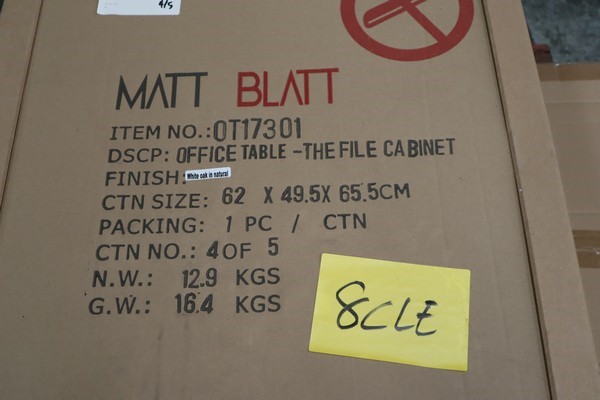 4/5
MATT BLATT
ITEM NO.: OT17301
DSCP: OFFICE TABLE -THE FILE CABINET
FINISH: White oak in natural
CTN SIZE: 62 X 49.5X 65.5CM
PACKING: 1 PC / CTN
CTN NO.: 4 OF 5
N.W.: 12.9 KGS
G.W.: 16.4 KGS
8CLE